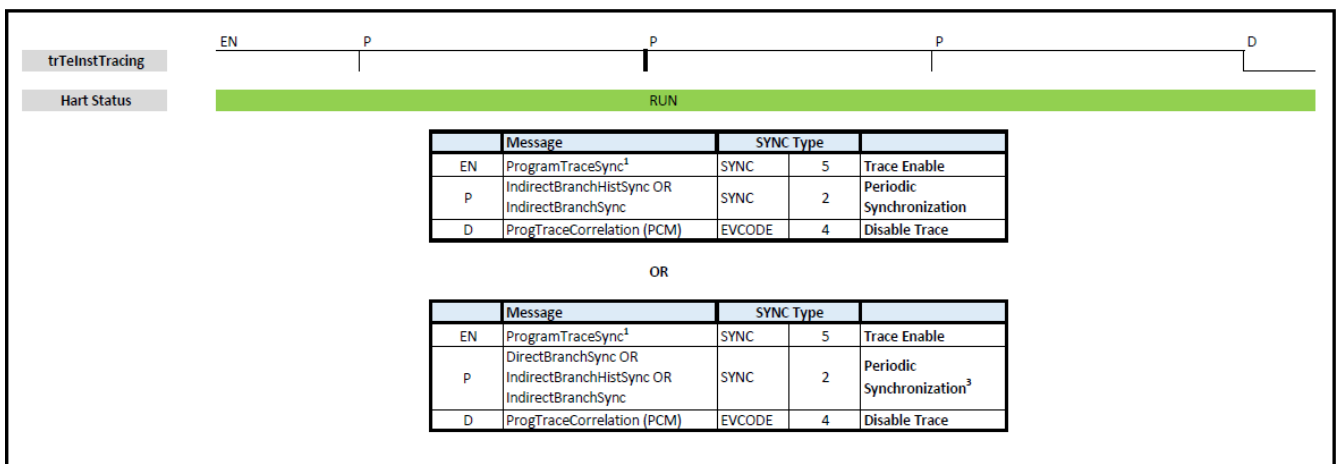 EN P P P D
trTeInstTracing
Hart Status RUN
Message SYNC Type
EN ProgramTraceSync¹ SYNC 5 Trace Enable
P IndirectBranchHistSync OR IndirectBranchSync SYNC 2 Periodic Synchronization
D ProgTraceCorrelation (PCM) EVCODE 4 Disable Trace
OR
Message SYNC Type
EN ProgramTraceSync¹ SYNC 5 Trace Enable
P DirectBranchSync OR IndirectBranchHistSync OR IndirectBranchSync SYNC 2 Periodic Synchronization³
D ProgTraceCorrelation (PCM) EVCODE 4 Disable Trace